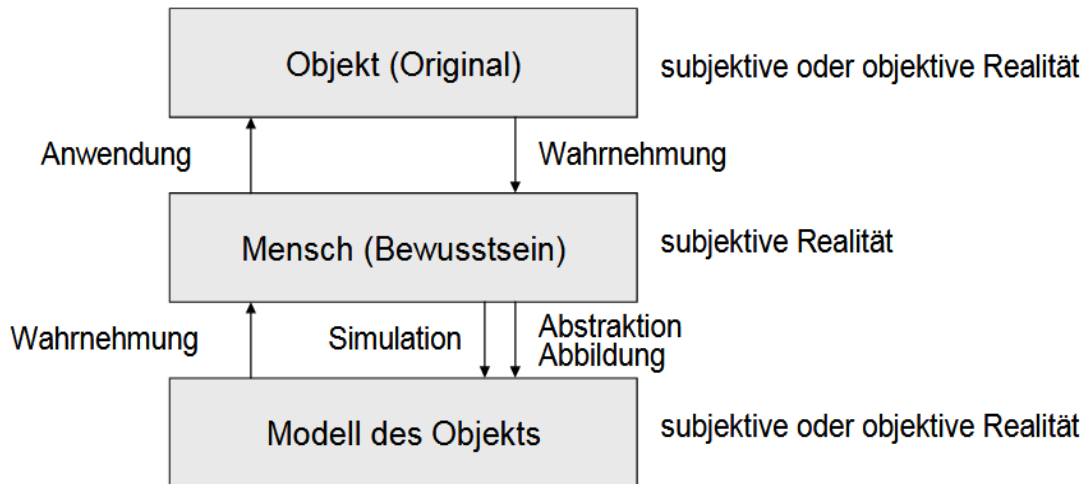 Objekt (Original)
subjektive oder objektive Realität
Anwendung
Wahrnehmung
Mensch (Bewusstsein)
subjektive Realität
Wahrnehmung
Simulation
Abstraktion
Abbildung
Modell des Objekts
subjektive oder objektive Realität